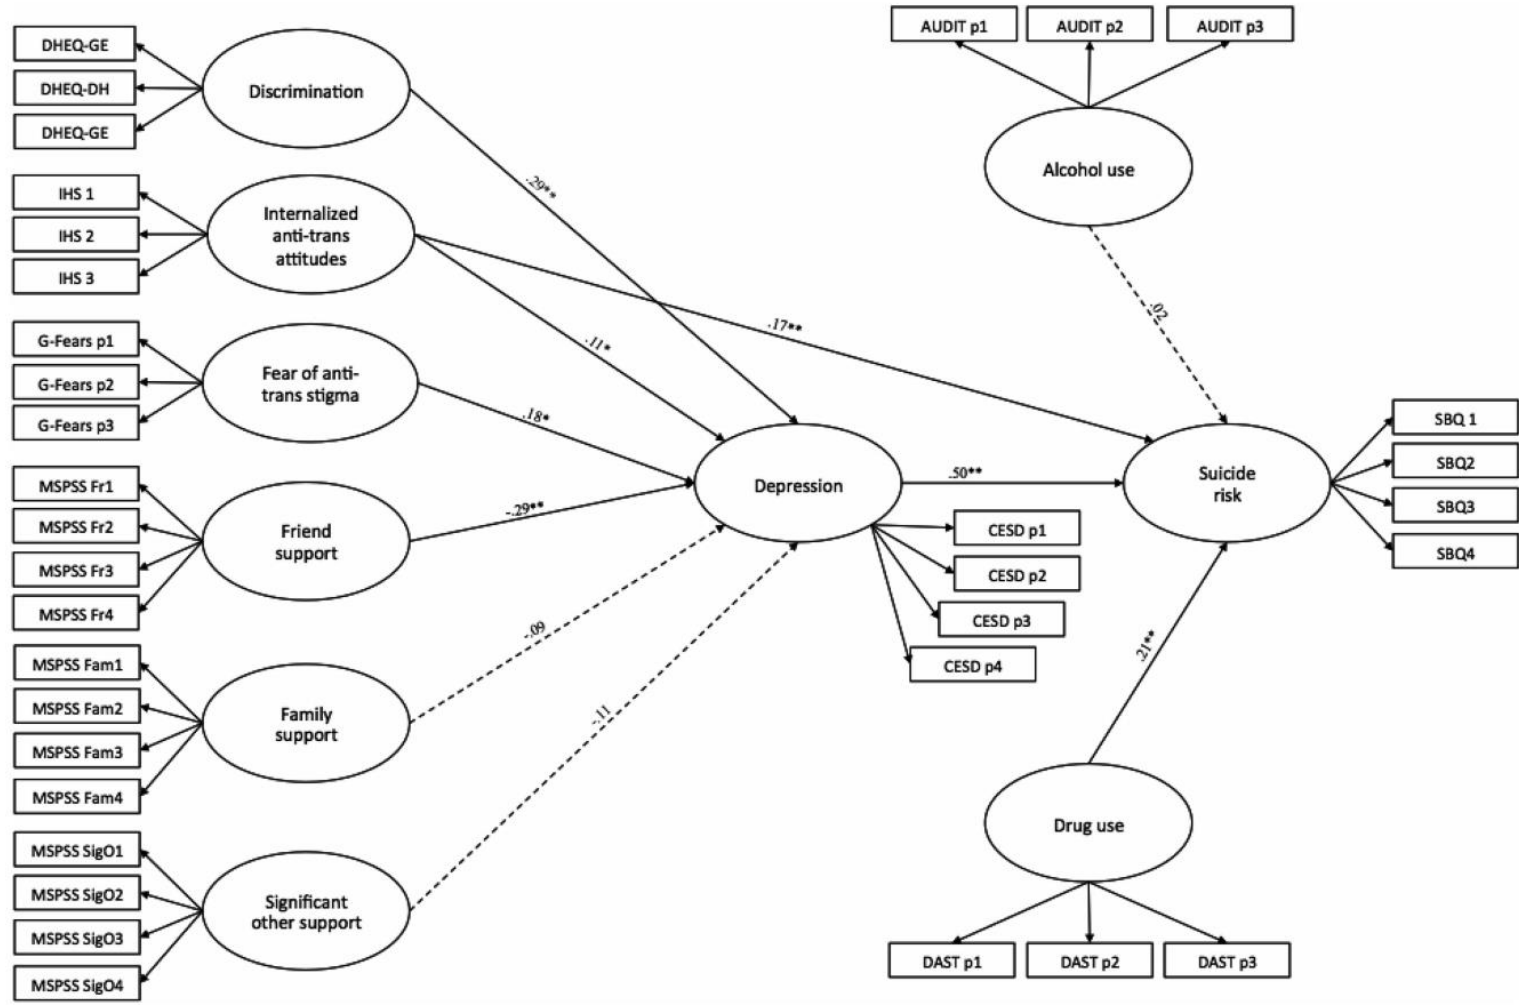 DHEQ-GE
DHEQ-DH
DHEQ-GE
Discrimination
IHS 1
IHS 2
IHS 3
Internalized
anti-trans
attitudes
G-Fears p1
G-Fears p2
G-Fears p3
Fear of anti-
trans stigma
MSPSS Fr1
MSPSS Fr2
MSPSS Fr3
MSPSS Fr4
Friend
support
MSPSS Fam1
MSPSS Fam2
MSPSS Fam3
MSPSS Fam4
Family
support
MSPSS SigO1
MSPSS SigO2
MSPSS SigO3
MSPSS SigO4
Significant
other support
.29**
.17**
.11*
.18*
-.29**
-.09
-.11
Depression
CESD p1
CESD p2
CESD p3
CESD p4
.50**
AUDIT p1
AUDIT p2
AUDIT p3
Alcohol use
.02
Suicide
risk
SBQ 1
SBQ2
SBQ3
SBQ4
.21**
Drug use
DAST p1
DAST p2
DAST p3